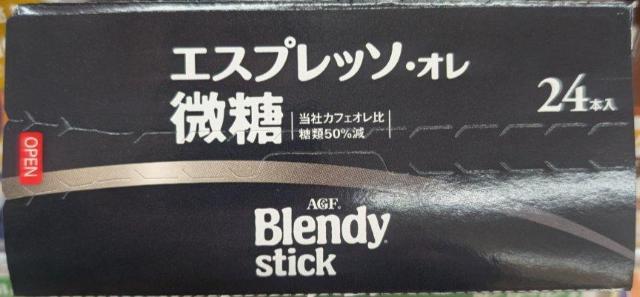 エスプレッソ・オレ
微糖
当社カフェオレ比
糖類50%減
24本入
OPEN
AGF®
Blendy®
stick